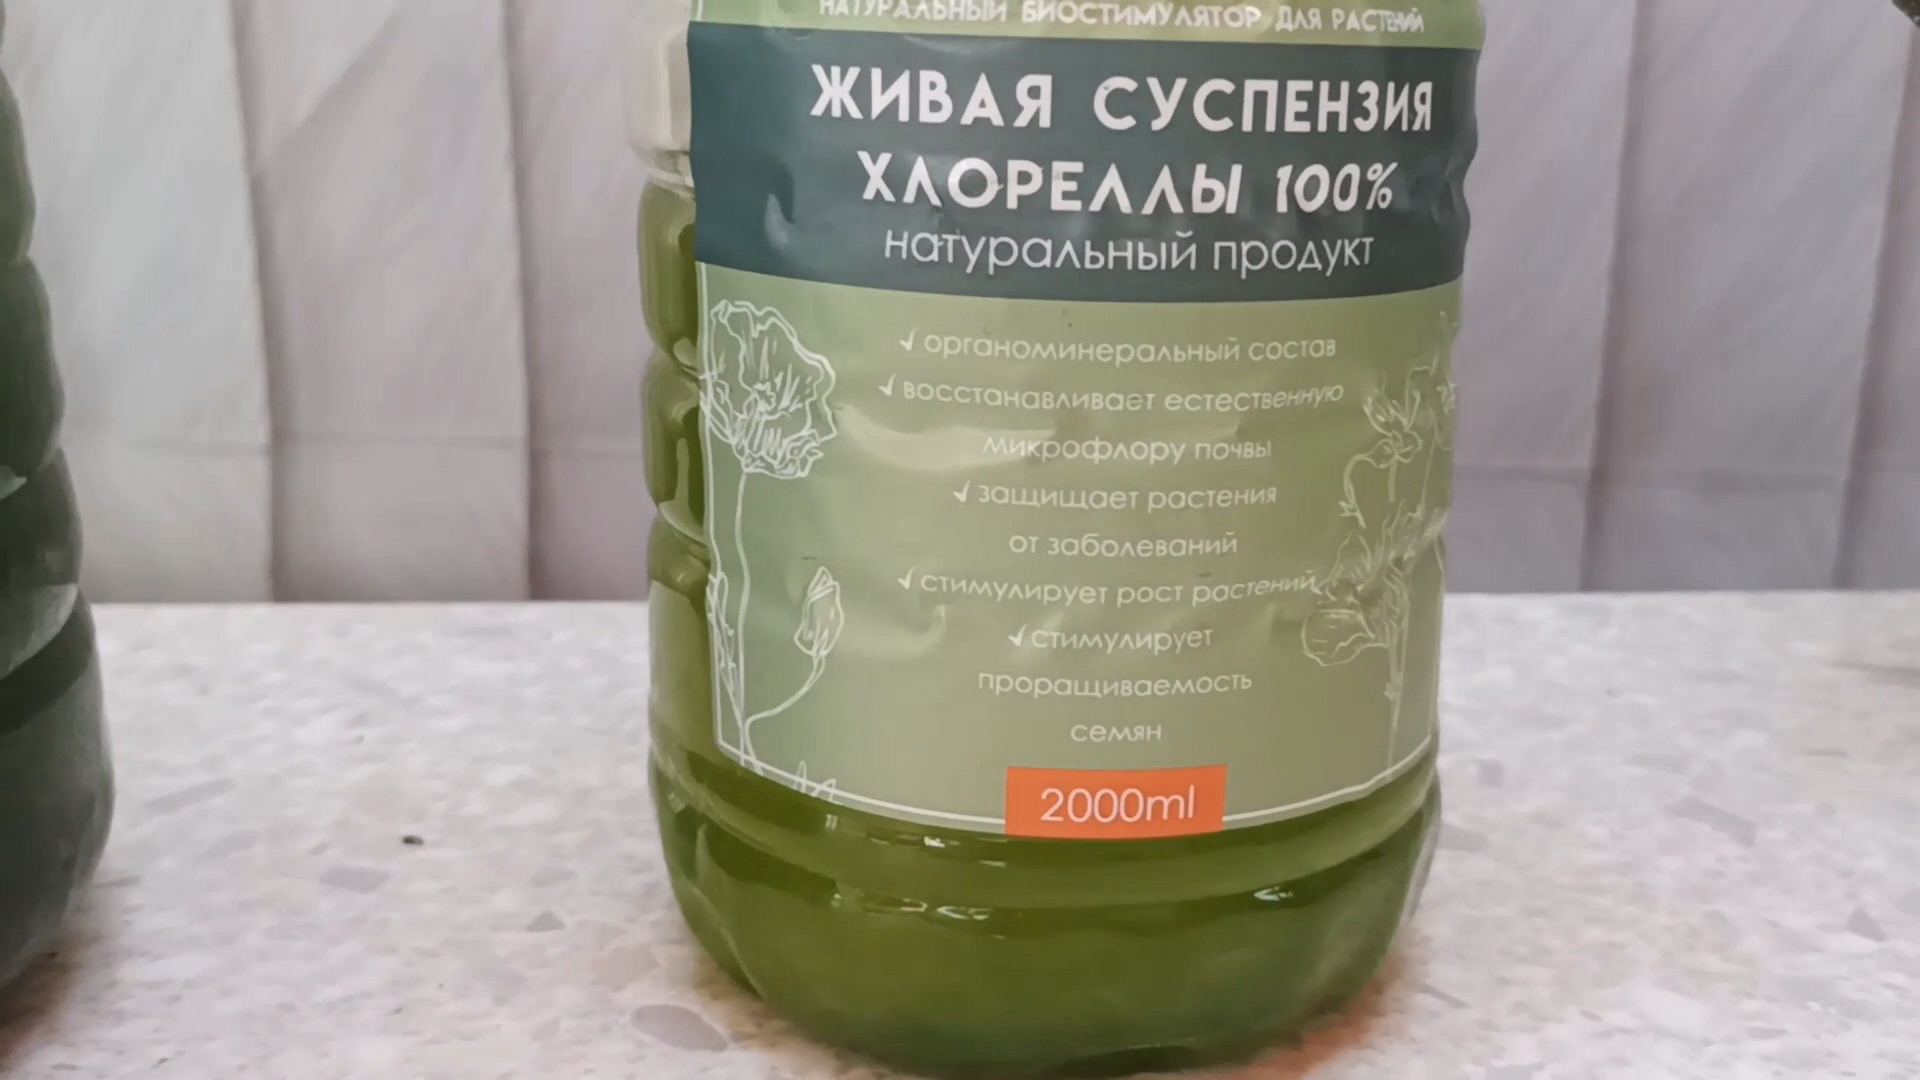 НАТУРАЛЬНЫЙ БИОСТИМУЛЯТОР ДЛЯ РАСТЕНИЙ
ЖИВАЯ СУСПЕНЗИЯ
ХЛОРЕЛЛЫ 100%
натуральный продукт
✓ органоминеральный состав
✓ восстанавливает естественную
микрофлору почвы
✓ защищает растения
от заболеваний
✓ стимулирует рост растений
✓ стимулирует
проращиваемость
семян
2000ml